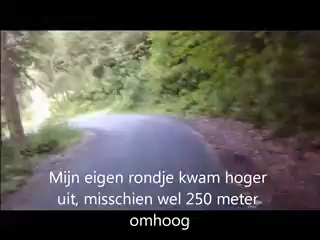 Mijn eigen rondje kwam hoger
uit, misschien wel 250 meter
omhoog